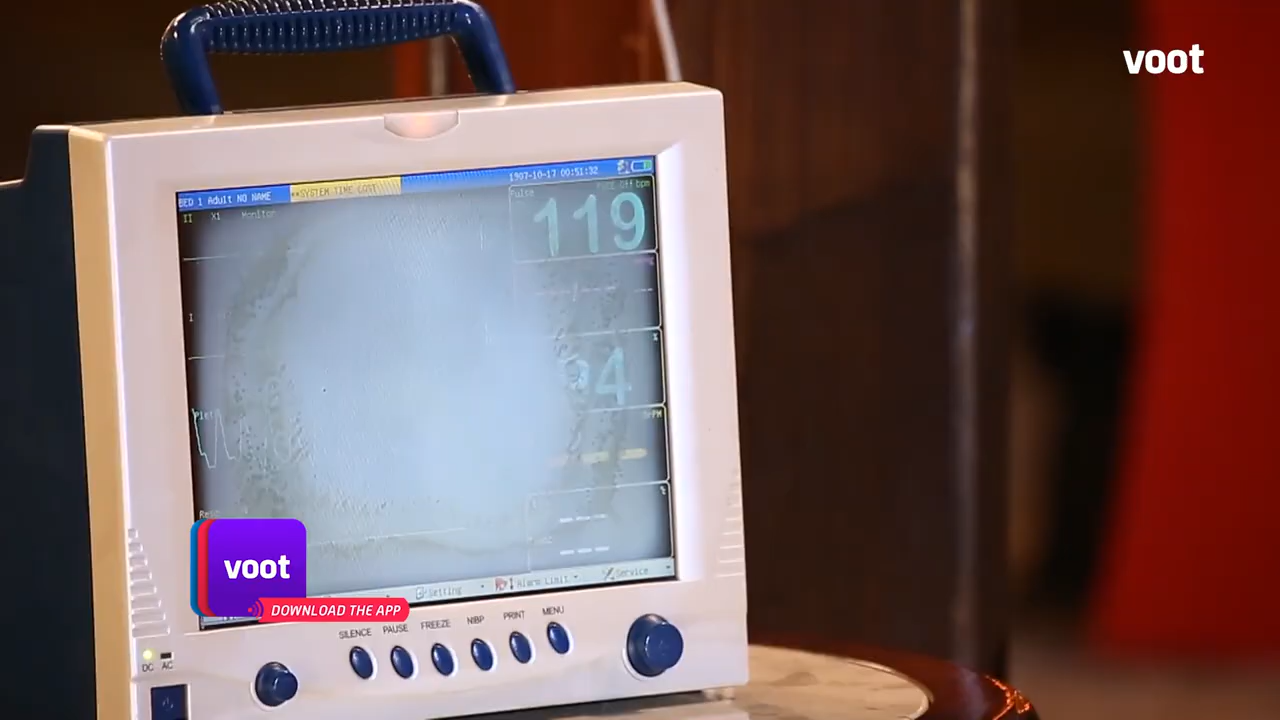 voot
1907-10-17 00:51:32
BED 1 Adult NO NAME
**SYSTEM TIME LOST
Pulse
bpm
II X1 Monitor
119
I
%
94
Pleth
Resp
Setting
Alarm Limit
Service
voot
DOWNLOAD THE APP
SILENCE PAUSE FREEZE NIBP PRINT MENU
DC AC